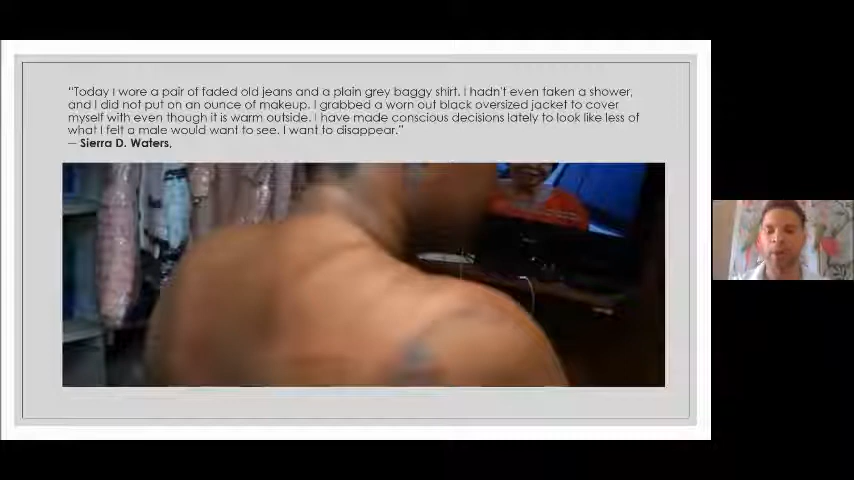 “Today I wore a pair of faded old jeans and a plain grey baggy shirt. I hadn't even taken a shower,
and I did not put on an ounce of makeup. I grabbed a worn out black oversized jacket to cover
myself with even though it is warm outside. I have made conscious decisions lately to look like less of
what I felt a male would want to see. I want to disappear.”
― Sierra D. Waters,